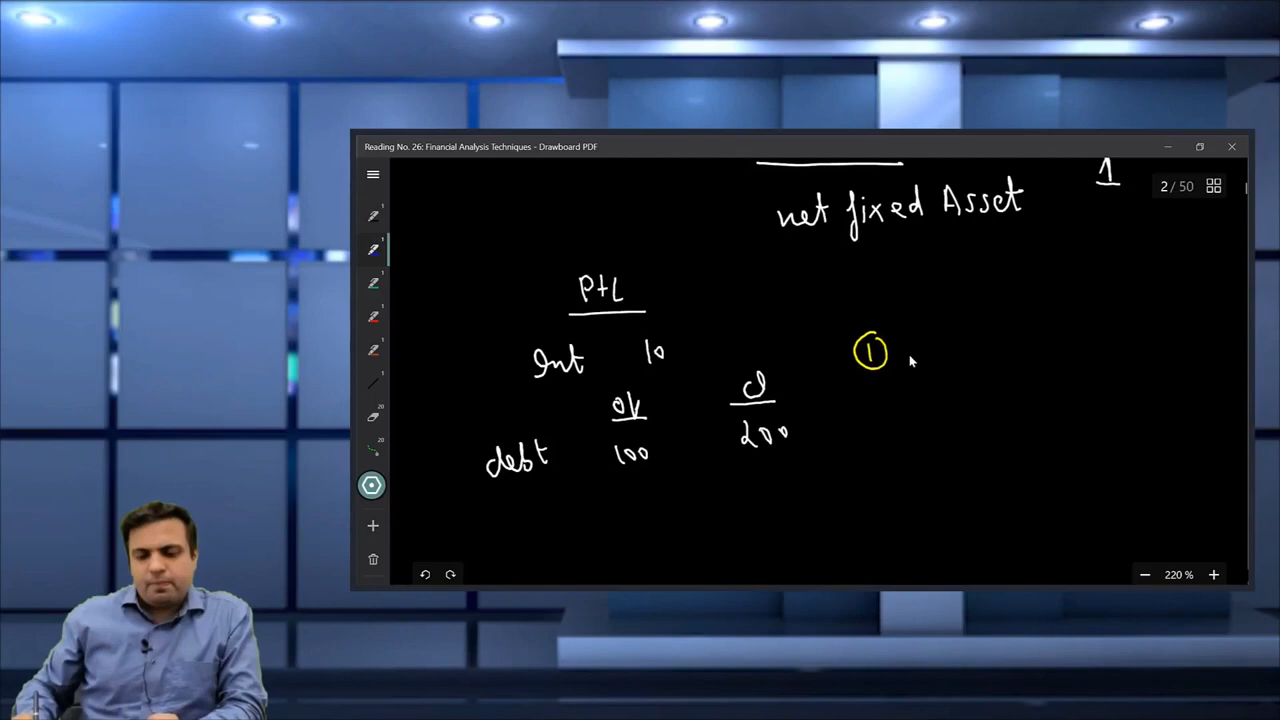 Reading No. 26: Financial Analysis Techniques - Drawboard PDF
1
2 / 50
net fixed Asset
P+L
Int 10
1
debt 100
200
220 %